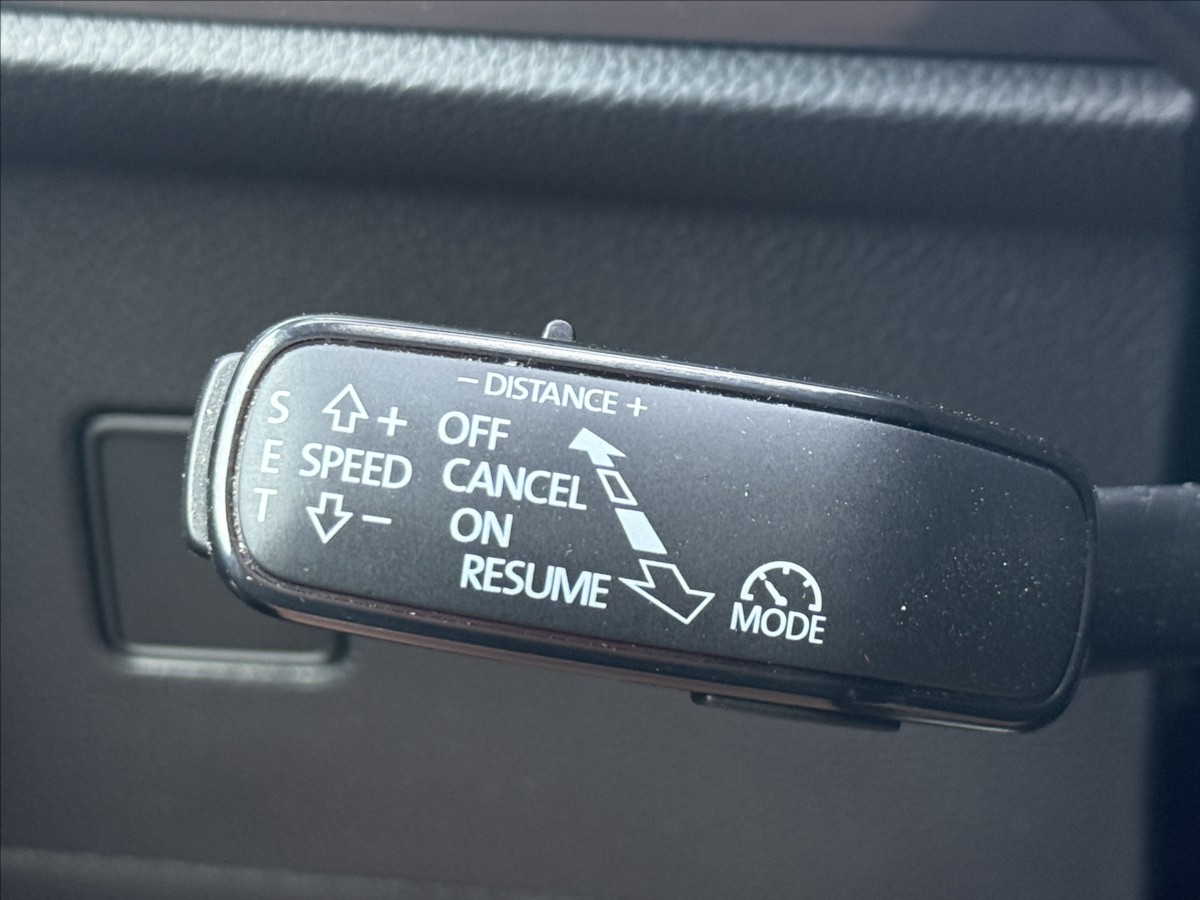 − DISTANCE +
S
E
T
+
SPEED
−
OFF
CANCEL
ON
RESUME
MODE